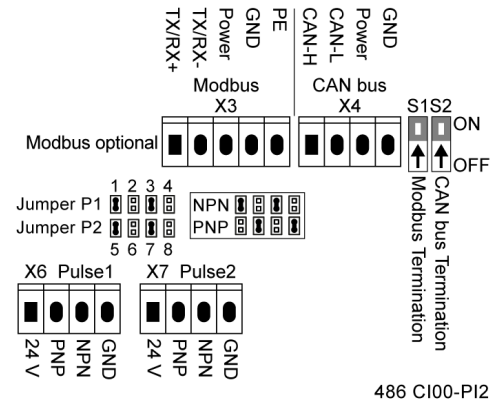 TX/RX+ TX/RX- Power GND PE CAN-H CAN-L Power GND
Modbus CAN bus
X3 X4 S1 S2
ON
Modbus optional
OFF
1 2 3 4
Jumper P1 NPN
Jumper P2 PNP
5 6 7 8
Modbus Termination
CAN bus Termination
X6 Pulse1 X7 Pulse2
24 V PNP NPN GND 24 V PNP NPN GND
486 CI00-PI2